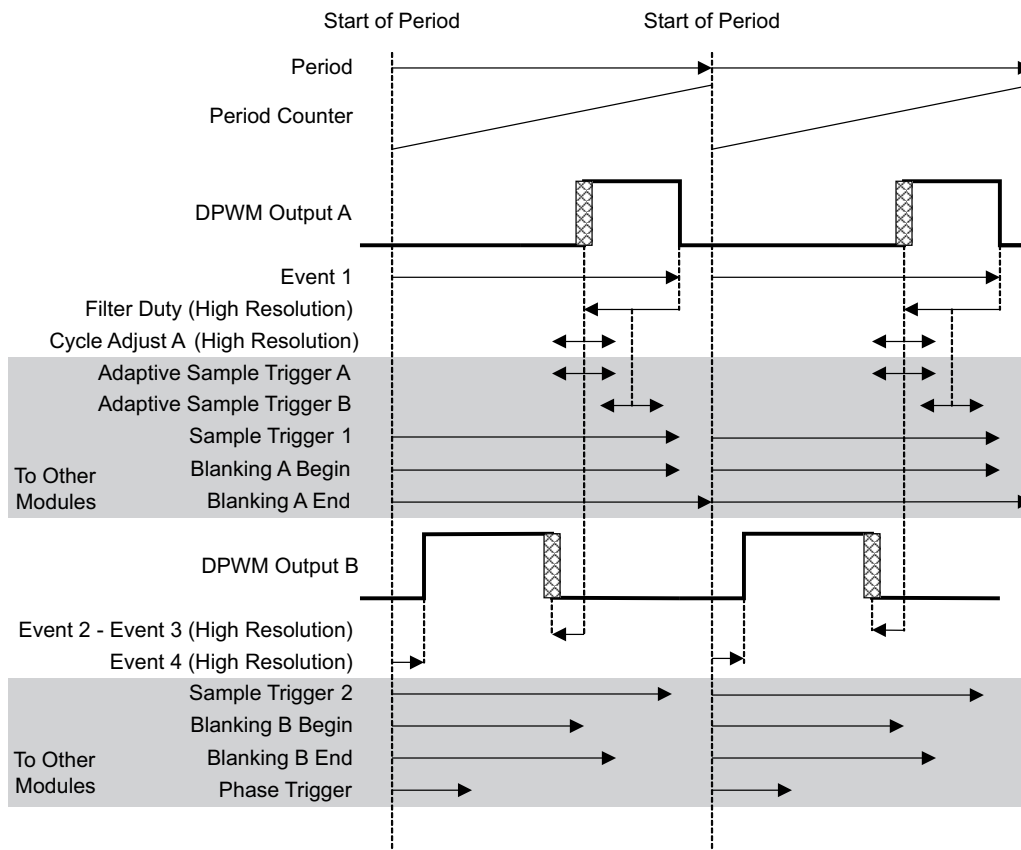 Start of Period
Start of Period
Period
Period Counter
DPWM Output A
Event 1
Filter Duty (High Resolution)
Cycle Adjust A (High Resolution)
Adaptive Sample Trigger A
Adaptive Sample Trigger B
Sample Trigger 1
Blanking A Begin
Blanking A End
To Other
Modules
DPWM Output B
Event 2 - Event 3 (High Resolution)
Event 4 (High Resolution)
Sample Trigger 2
Blanking B Begin
Blanking B End
Phase Trigger
To Other
Modules